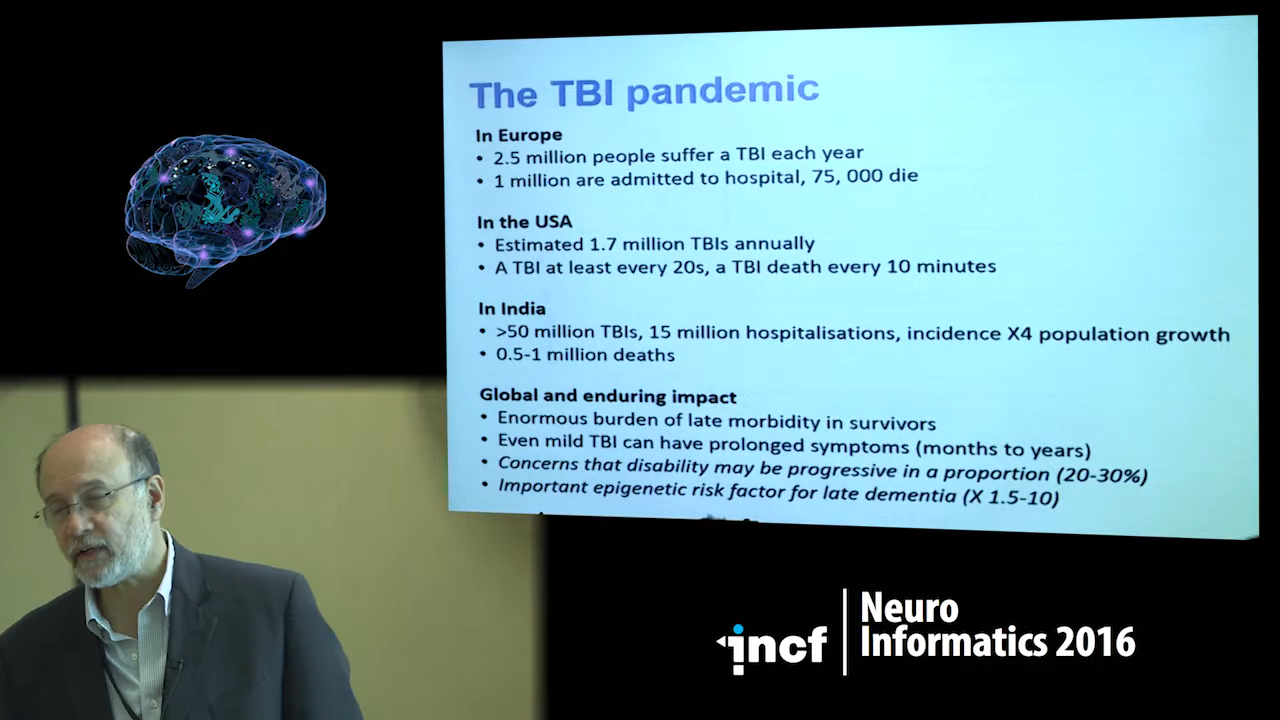 The TBI pandemic
In Europe
• 2.5 million people suffer a TBI each year
• 1 million are admitted to hospital, 75, 000 die
In the USA
• Estimated 1.7 million TBIs annually
• A TBI at least every 20s, a TBI death every 10 minutes
In India
• >50 million TBIs, 15 million hospitalisations, incidence X4 population growth
• 0.5-1 million deaths
Global and enduring impact
• Enormous burden of late morbidity in survivors
• Even mild TBI can have prolonged symptoms (months to years)
• Concerns that disability may be progressive in a proportion (20-30%)
• Important epigenetic risk factor for late dementia (X 1.5-10)
incf
Neuro
Informatics 2016